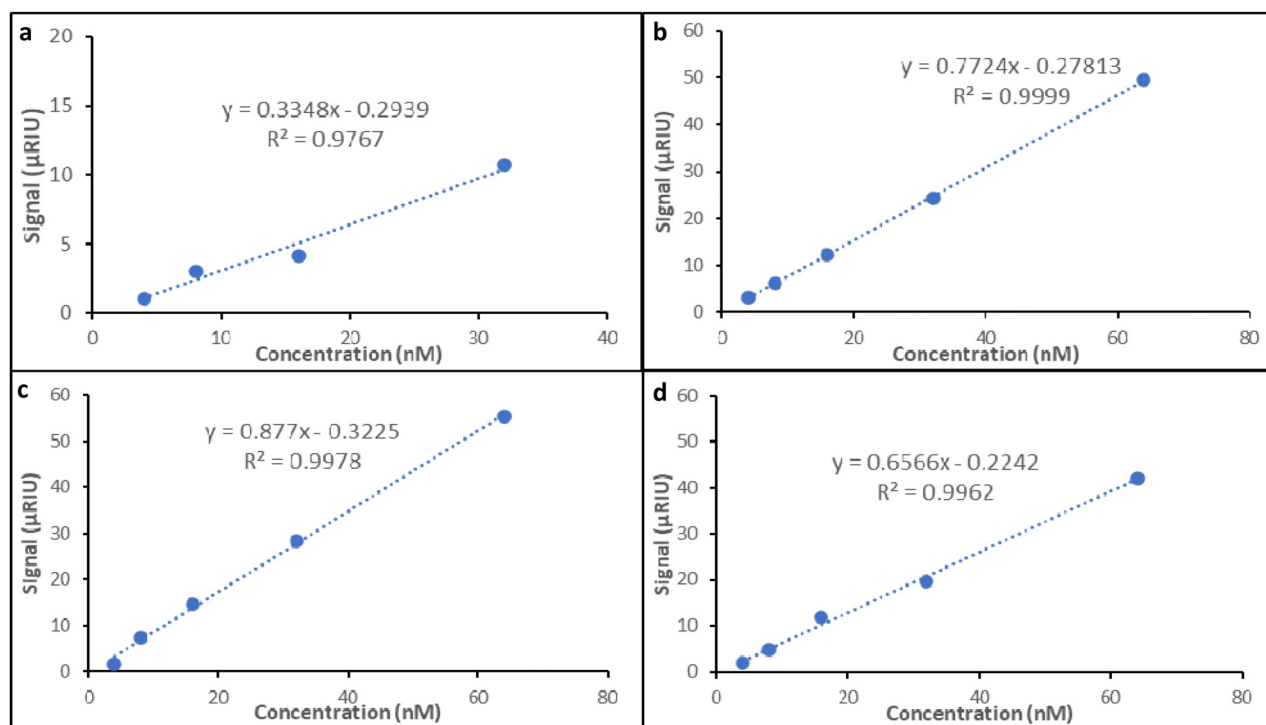 a
20
15
10
5
0
Signal (µRIU)
y = 0.3348x - 0.2939
R² = 0.9767
0 10 20 30 40
Concentration (nM)
b
60
50
40
30
20
10
0
Signal (µRIU)
y = 0.7724x - 0.27813
R² = 0.9999
0 20 40 60 80
Concentration (nM)
c
60
50
40
30
20
10
0
Signal (µRIU)
y = 0.877x - 0.3225
R² = 0.9978
0 20 40 60 80
Concentration (nM)
d
60
50
40
30
20
10
0
Signal (µRIU)
y = 0.6566x - 0.2242
R² = 0.9962
0 20 40 60 80
Concentration (nM)